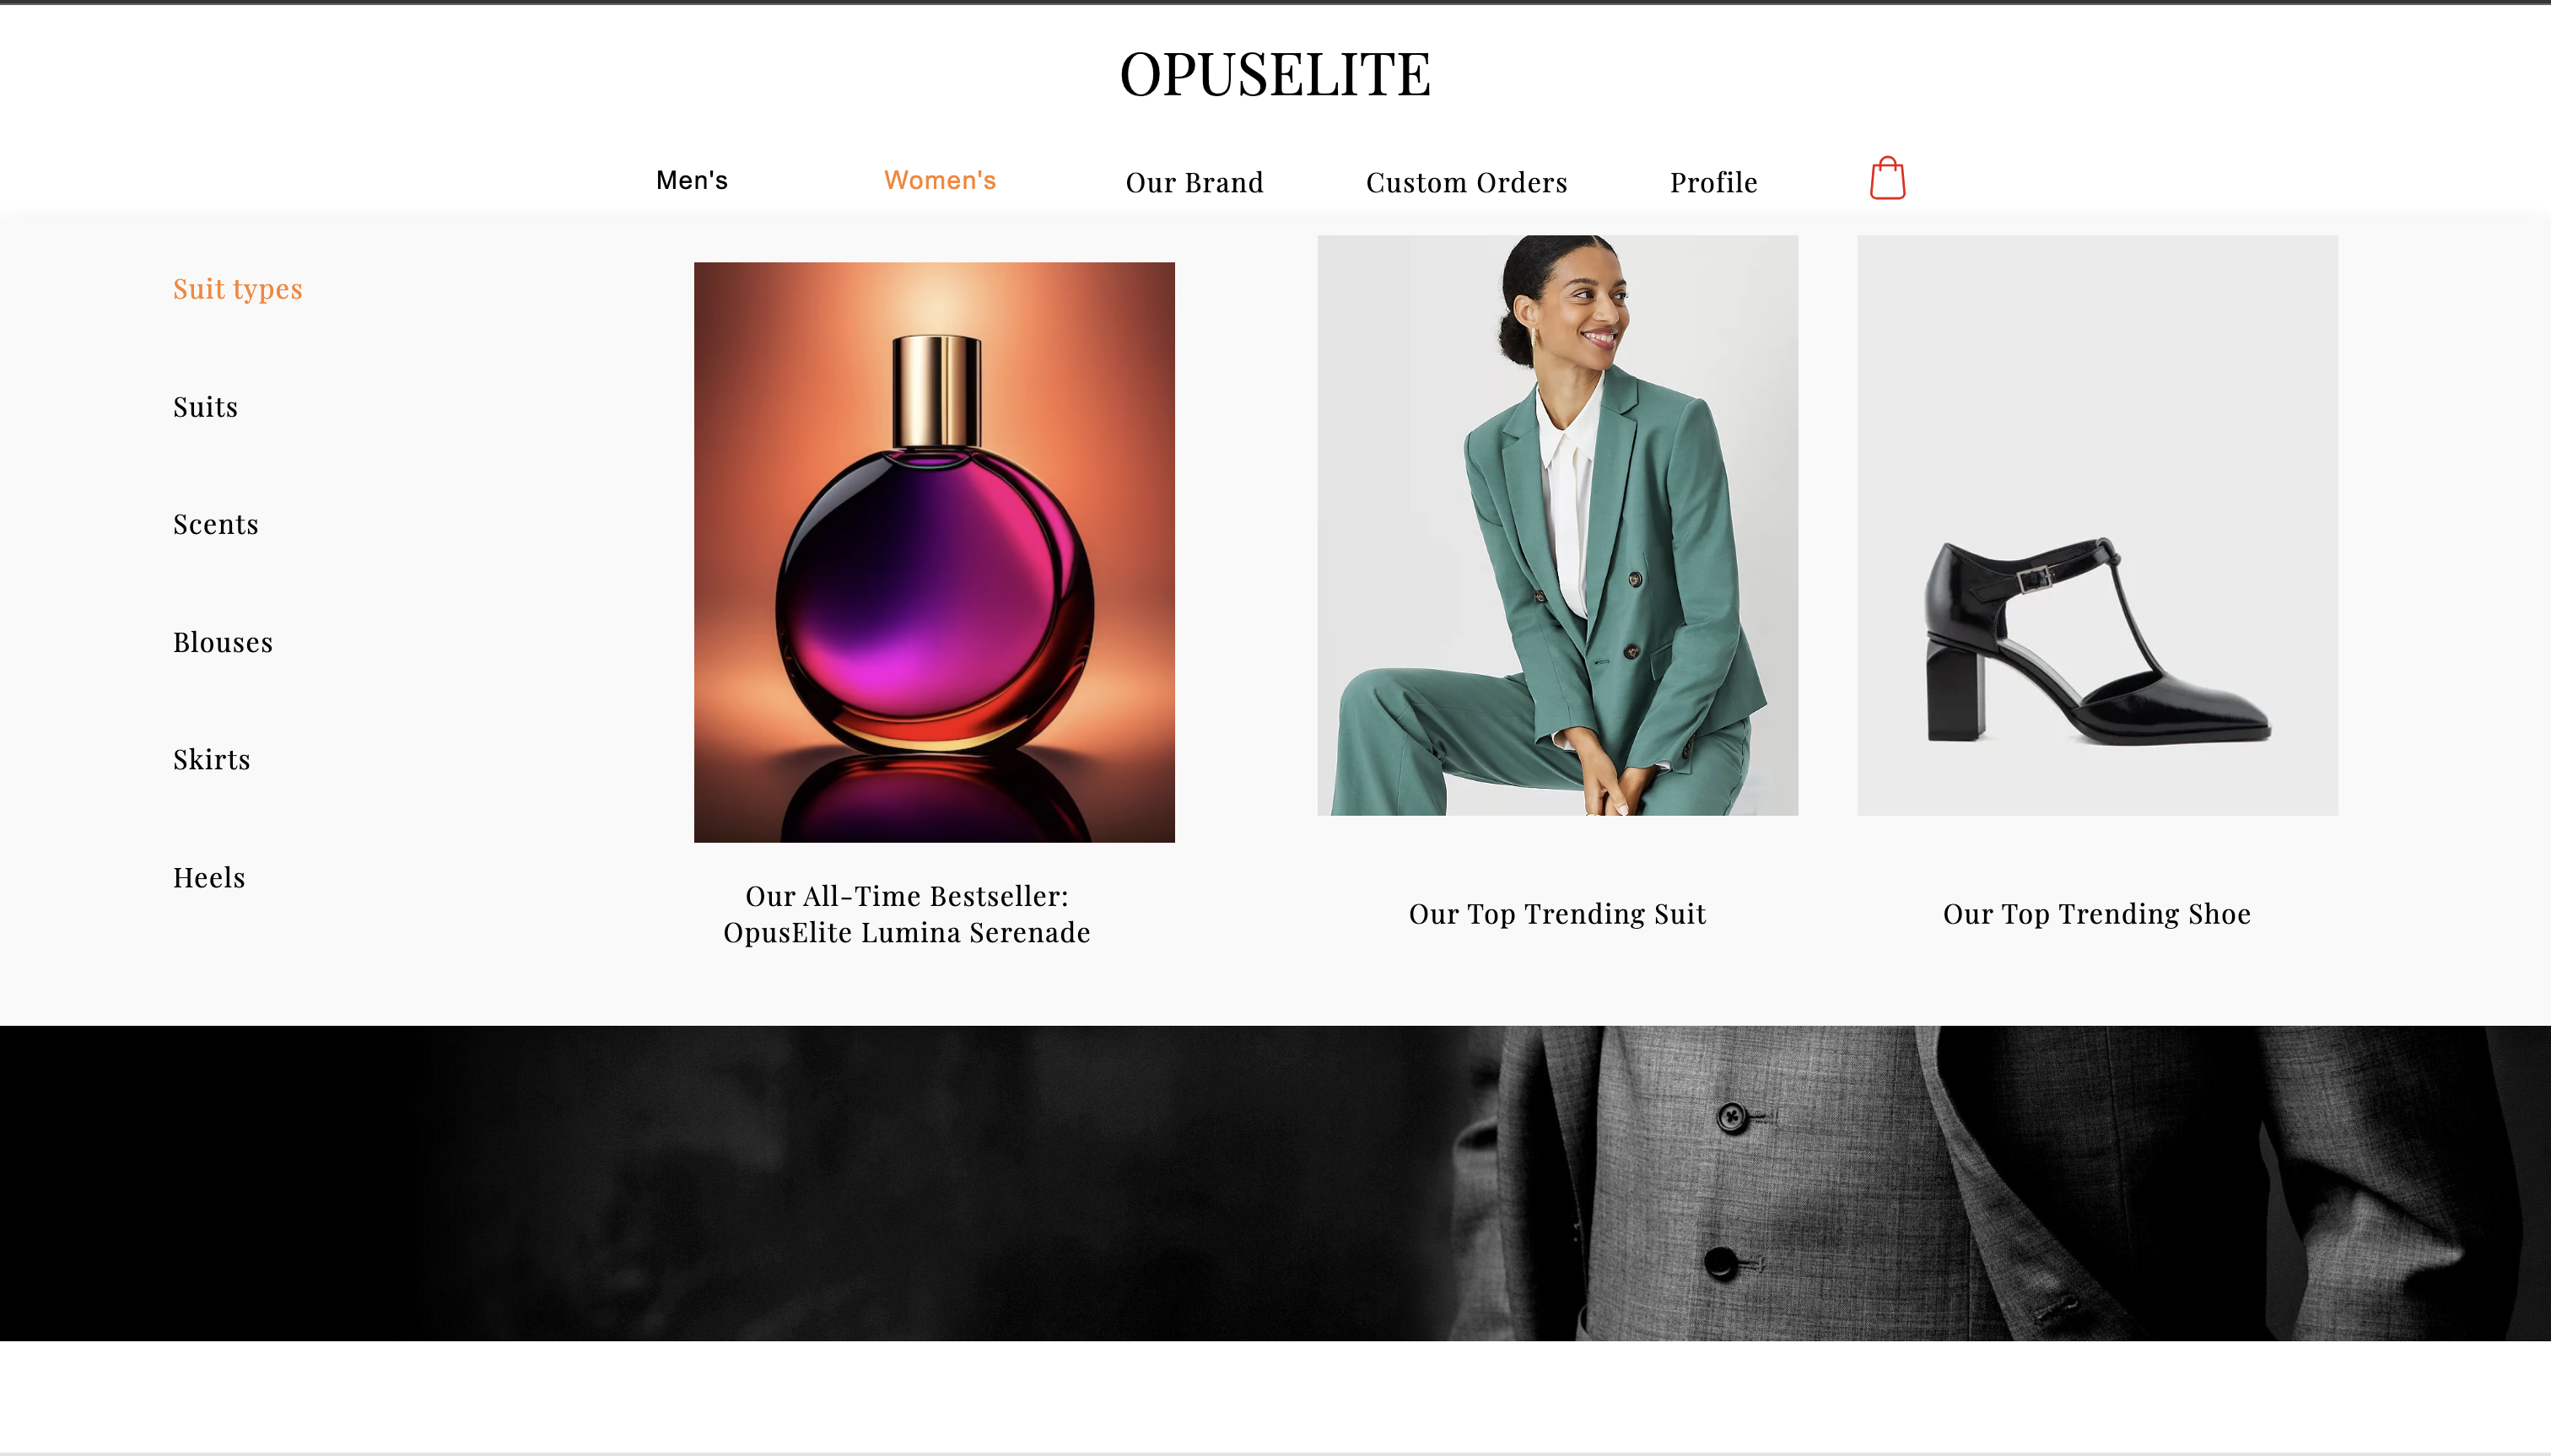 OPUSELITE
Men's
Women's
Our Brand
Custom Orders
Profile
Suit types
Suits
Scents
Blouses
Skirts
Heels
Our All-Time Bestseller:
OpusElite Lumina Serenade
Our Top Trending Suit
Our Top Trending Shoe